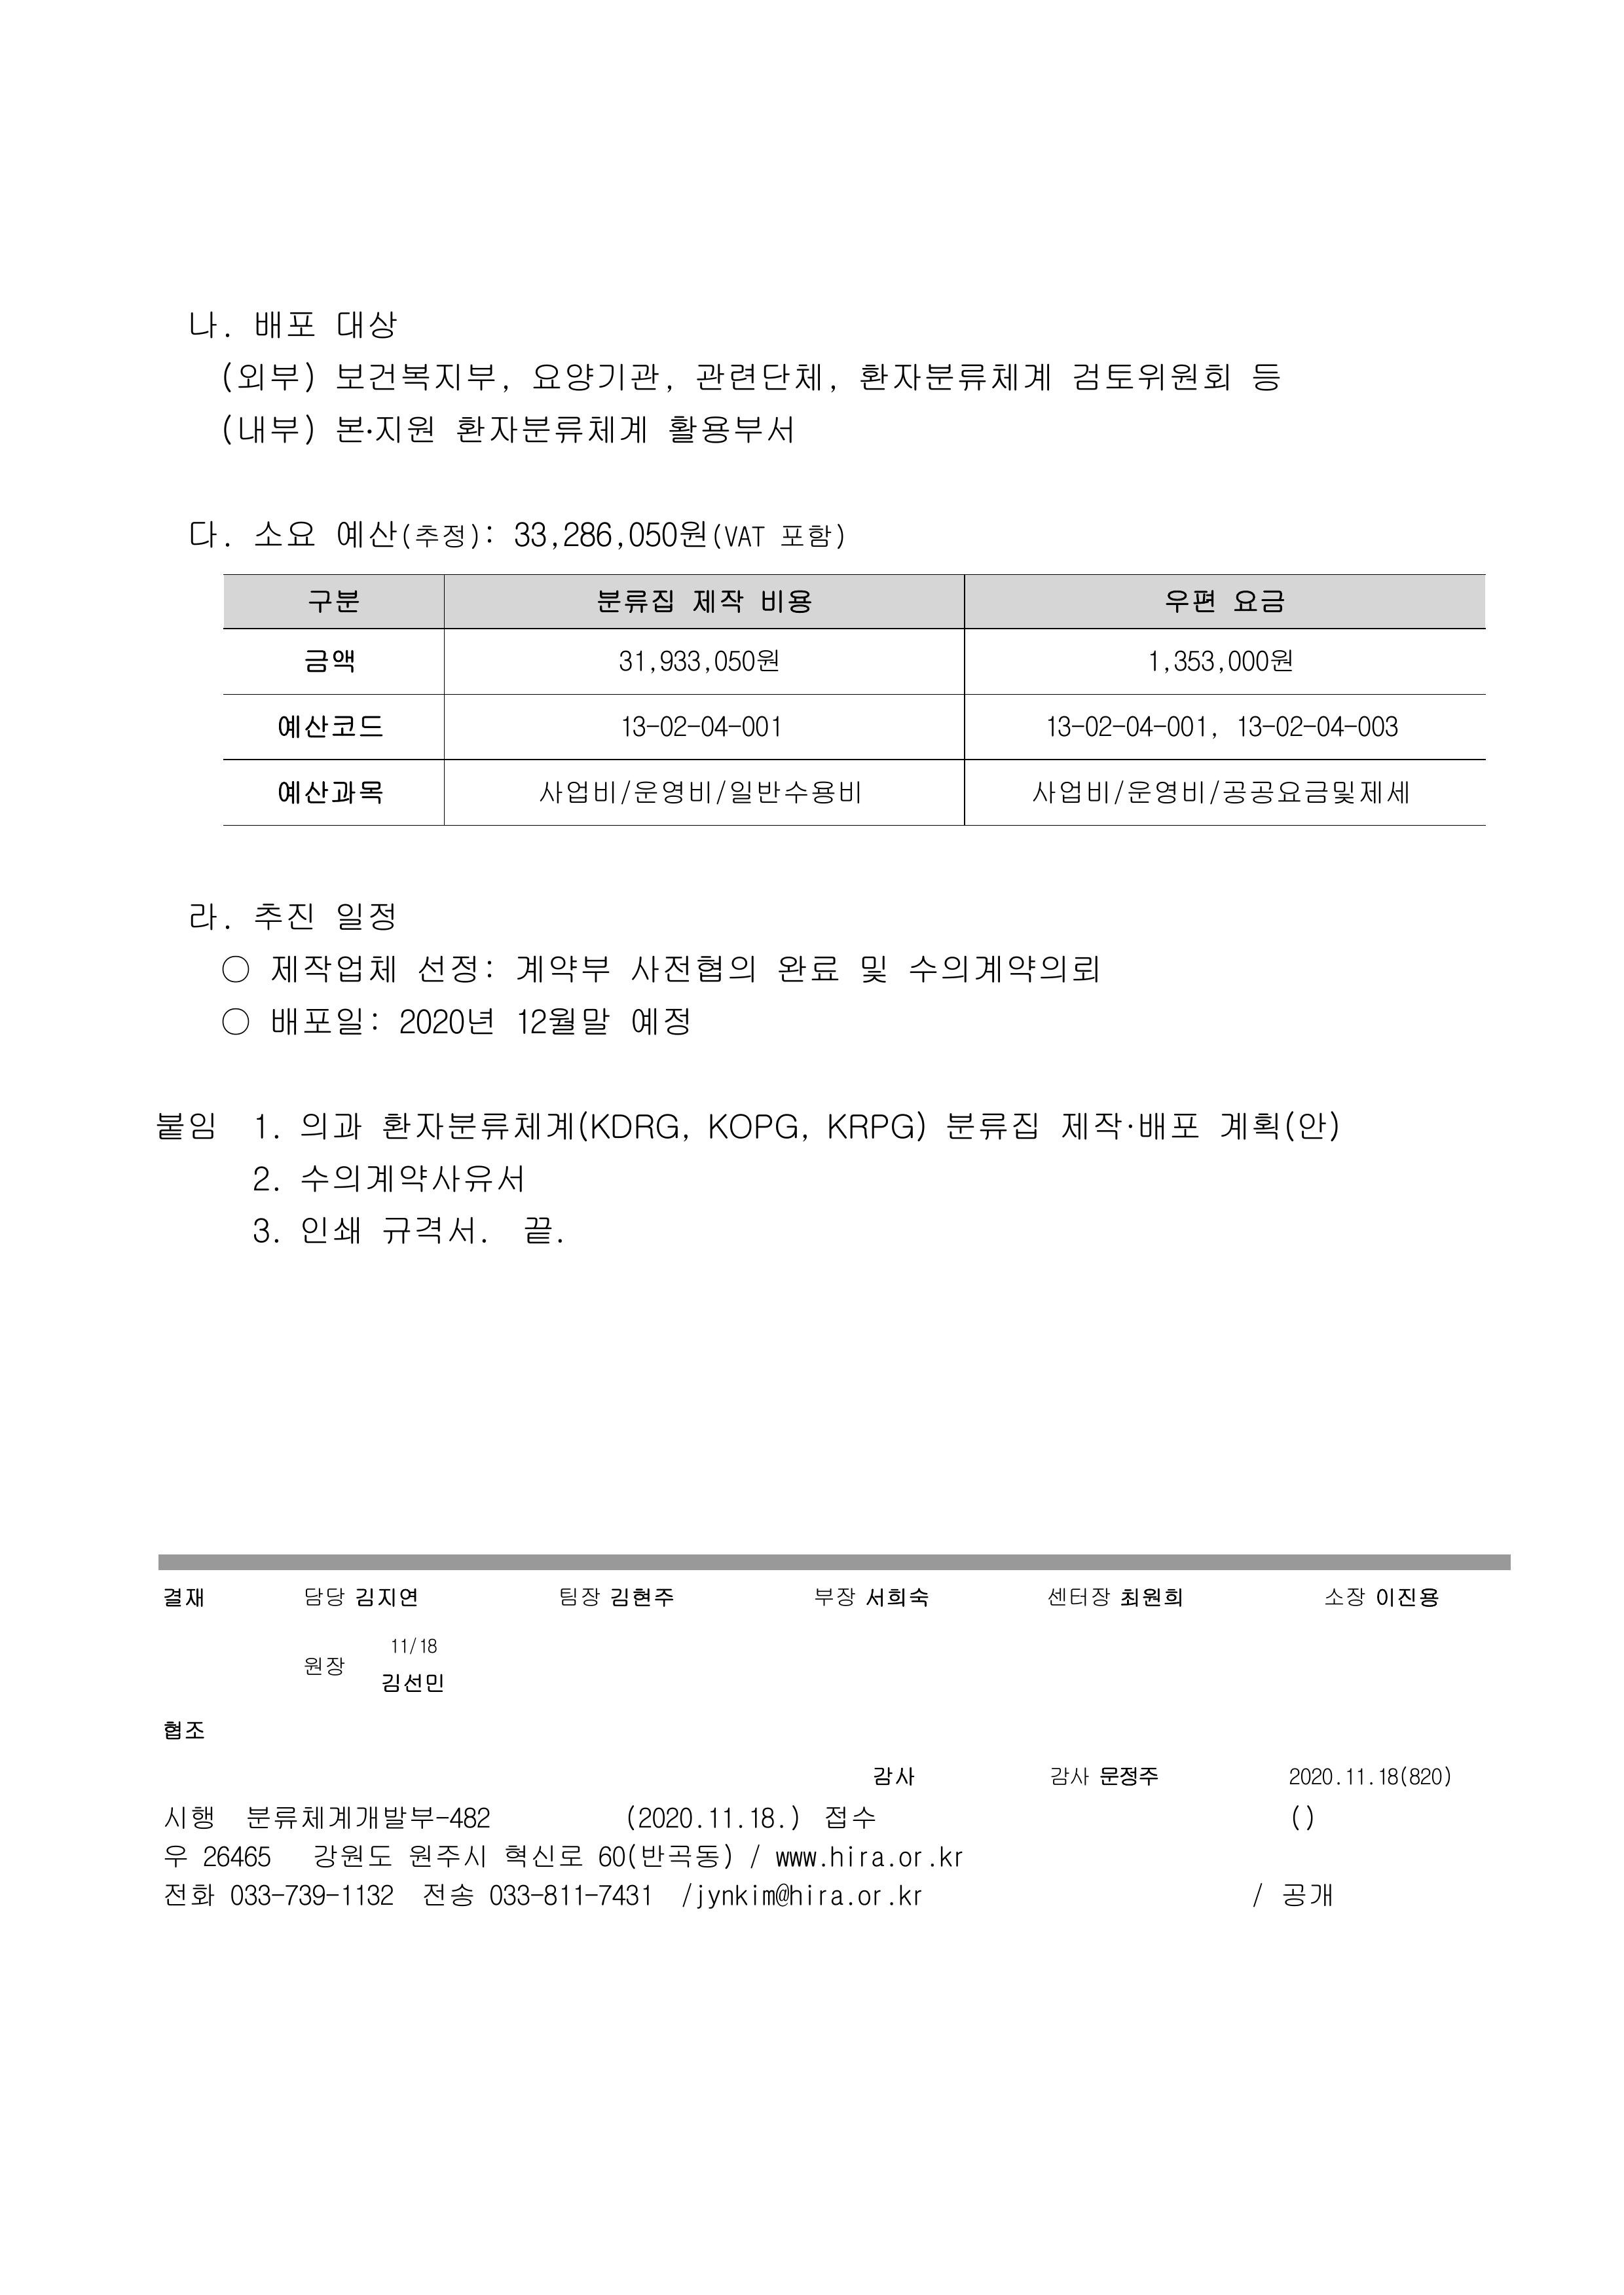 나. 배포 대상
(외부) 보건복지부, 요양기관, 관련단체, 환자분류체계 검토위원회 등
(내부) 본·지원 환자분류체계 활용부서
다. 소요 예산(추정): 33,286,050원(VAT 포함)
구분 분류집 제작 비용 우편 요금
금액 31,933,050원 1,353,000원
예산코드 13-02-04-001 13-02-04-001, 13-02-04-003
예산과목 사업비/운영비/일반수용비 사업비/운영비/공공요금및제세
라. 추진 일정
○ 제작업체 선정: 계약부 사전협의 완료 및 수의계약의뢰
○ 배포일: 2020년 12월말 예정
붙임 1. 의과 환자분류체계(KDRG, KOPG, KRPG) 분류집 제작·배포 계획(안)
2. 수의계약사유서
3. 인쇄 규격서. 끝.
결재 담당 김지연 팀장 김현주 부장 서희숙 센터장 최원희 소장 이진용
11/18
원장 김선민
협조
감사 감사 문정주 2020.11.18(820)
시행 분류체계개발부-482 (2020.11.18.) 접수 ()
우 26465 강원도 원주시 혁신로 60(반곡동) / www.hira.or.kr
전화 033-739-1132 전송 033-811-7431 /jynkim@hira.or.kr / 공개